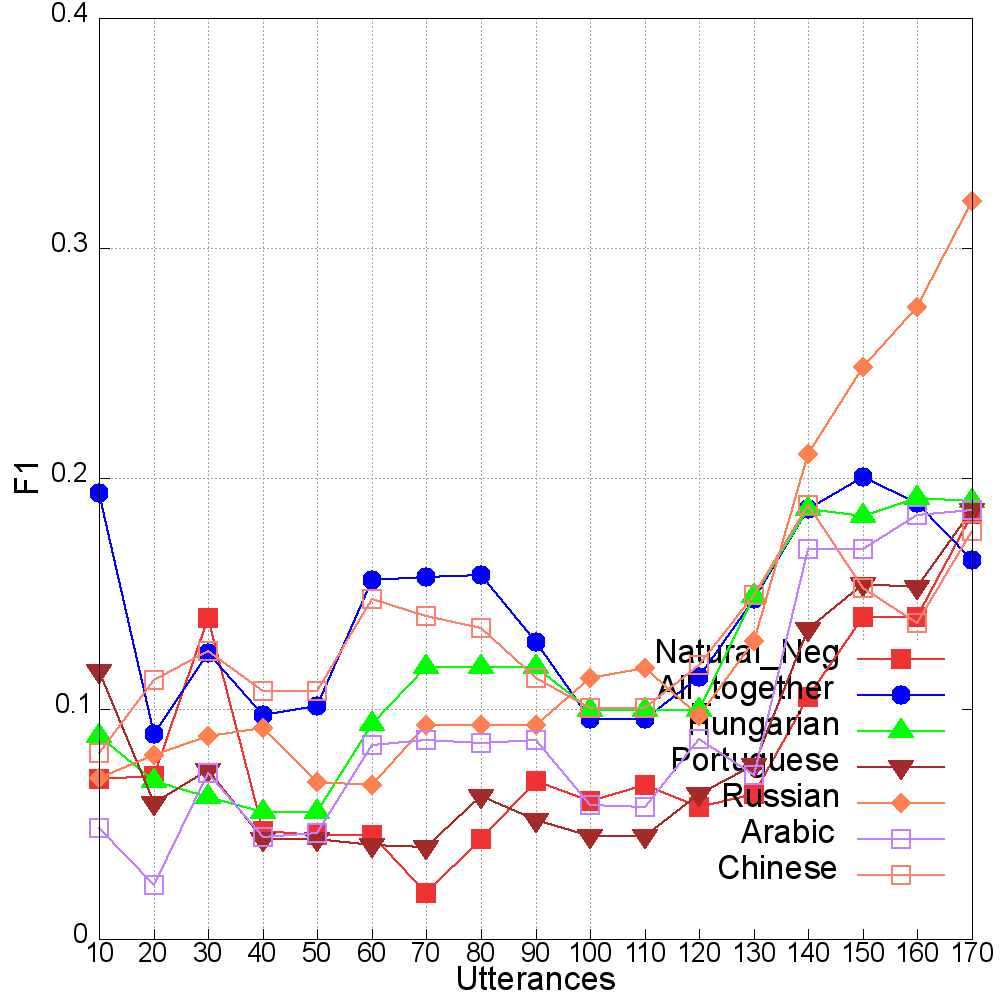 0.4
0.3
0.2
0.1
0
F1
Natural_Neg
All_together
Hungarian
Portuguese
Russian
Arabic
Chinese
10 20 30 40 50 60 70 80 90 100 110 120 130 140 150 160 170
Utterances